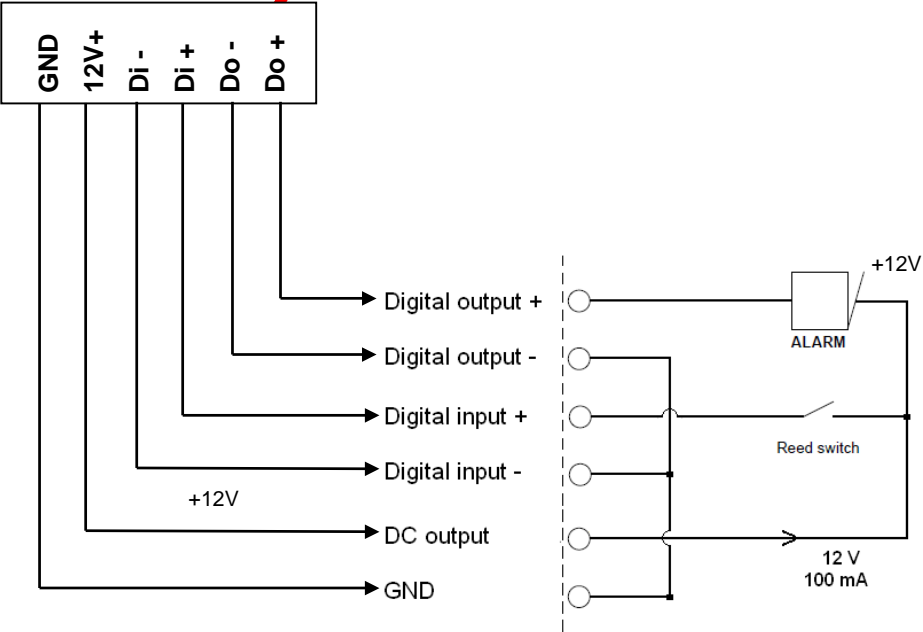 GND
12V+
Di -
Di +
Do -
Do +
+12V
Digital output +
ALARM
Digital output -
Digital input +
Reed switch
Digital input -
+12V
DC output
12 V
100 mA
GND